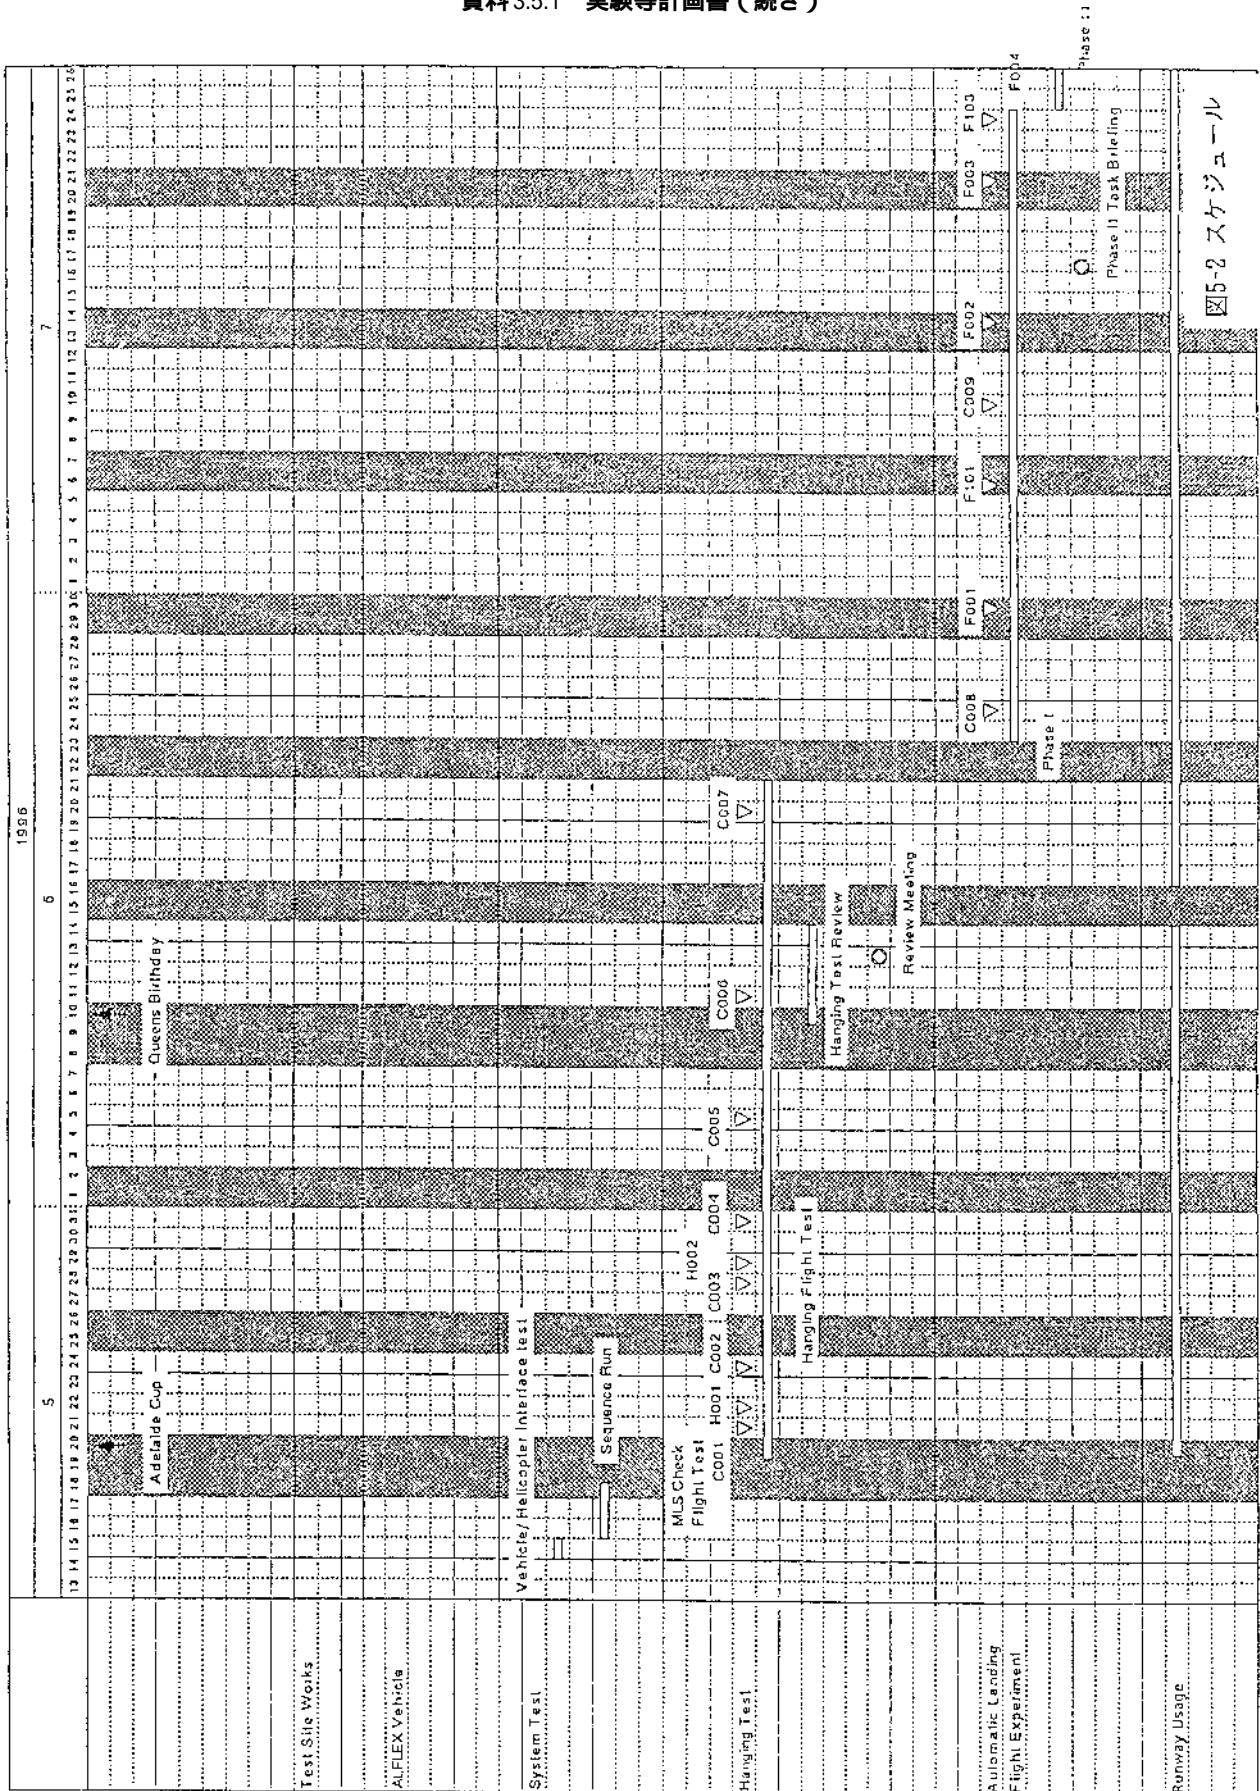 資料3.5.1 実験等計画書（続き）
1996
5
6
7
13 14 15 16 17 18 19 20 21 22 23 24 25 26 27 28 29 30 31 1 2 3 4 5 6 7 8 9 10 11 12 13 14 15 16 17 18 19 20 21 22 23 24 25 26 27 28 29 30 1 2 3 4 5 6 7 8 9 10 11 12 13 14 15 16 17 18 19 20 21 22 23 24 25 26
Adelaide Cup
Queens Birthday
Test Site Works
ALFLEX Vehicle
System Test
Vehicle/ Helicopter Interface test
Sequence Run
Hanging Test
MLS Check
Flight Test
C001
H001
C002
C003
H002
C004
C005
C006
C007
Hanging Flight Test
Hanging Test Review
Review Meeting
Automatic Landing
Flight Experiment
C008
F001
F101
C009
F002
F003
F103
F004
Phase I
Phase II
Phase II Task Briefing
Runway Usage
図5-2 スケジュール